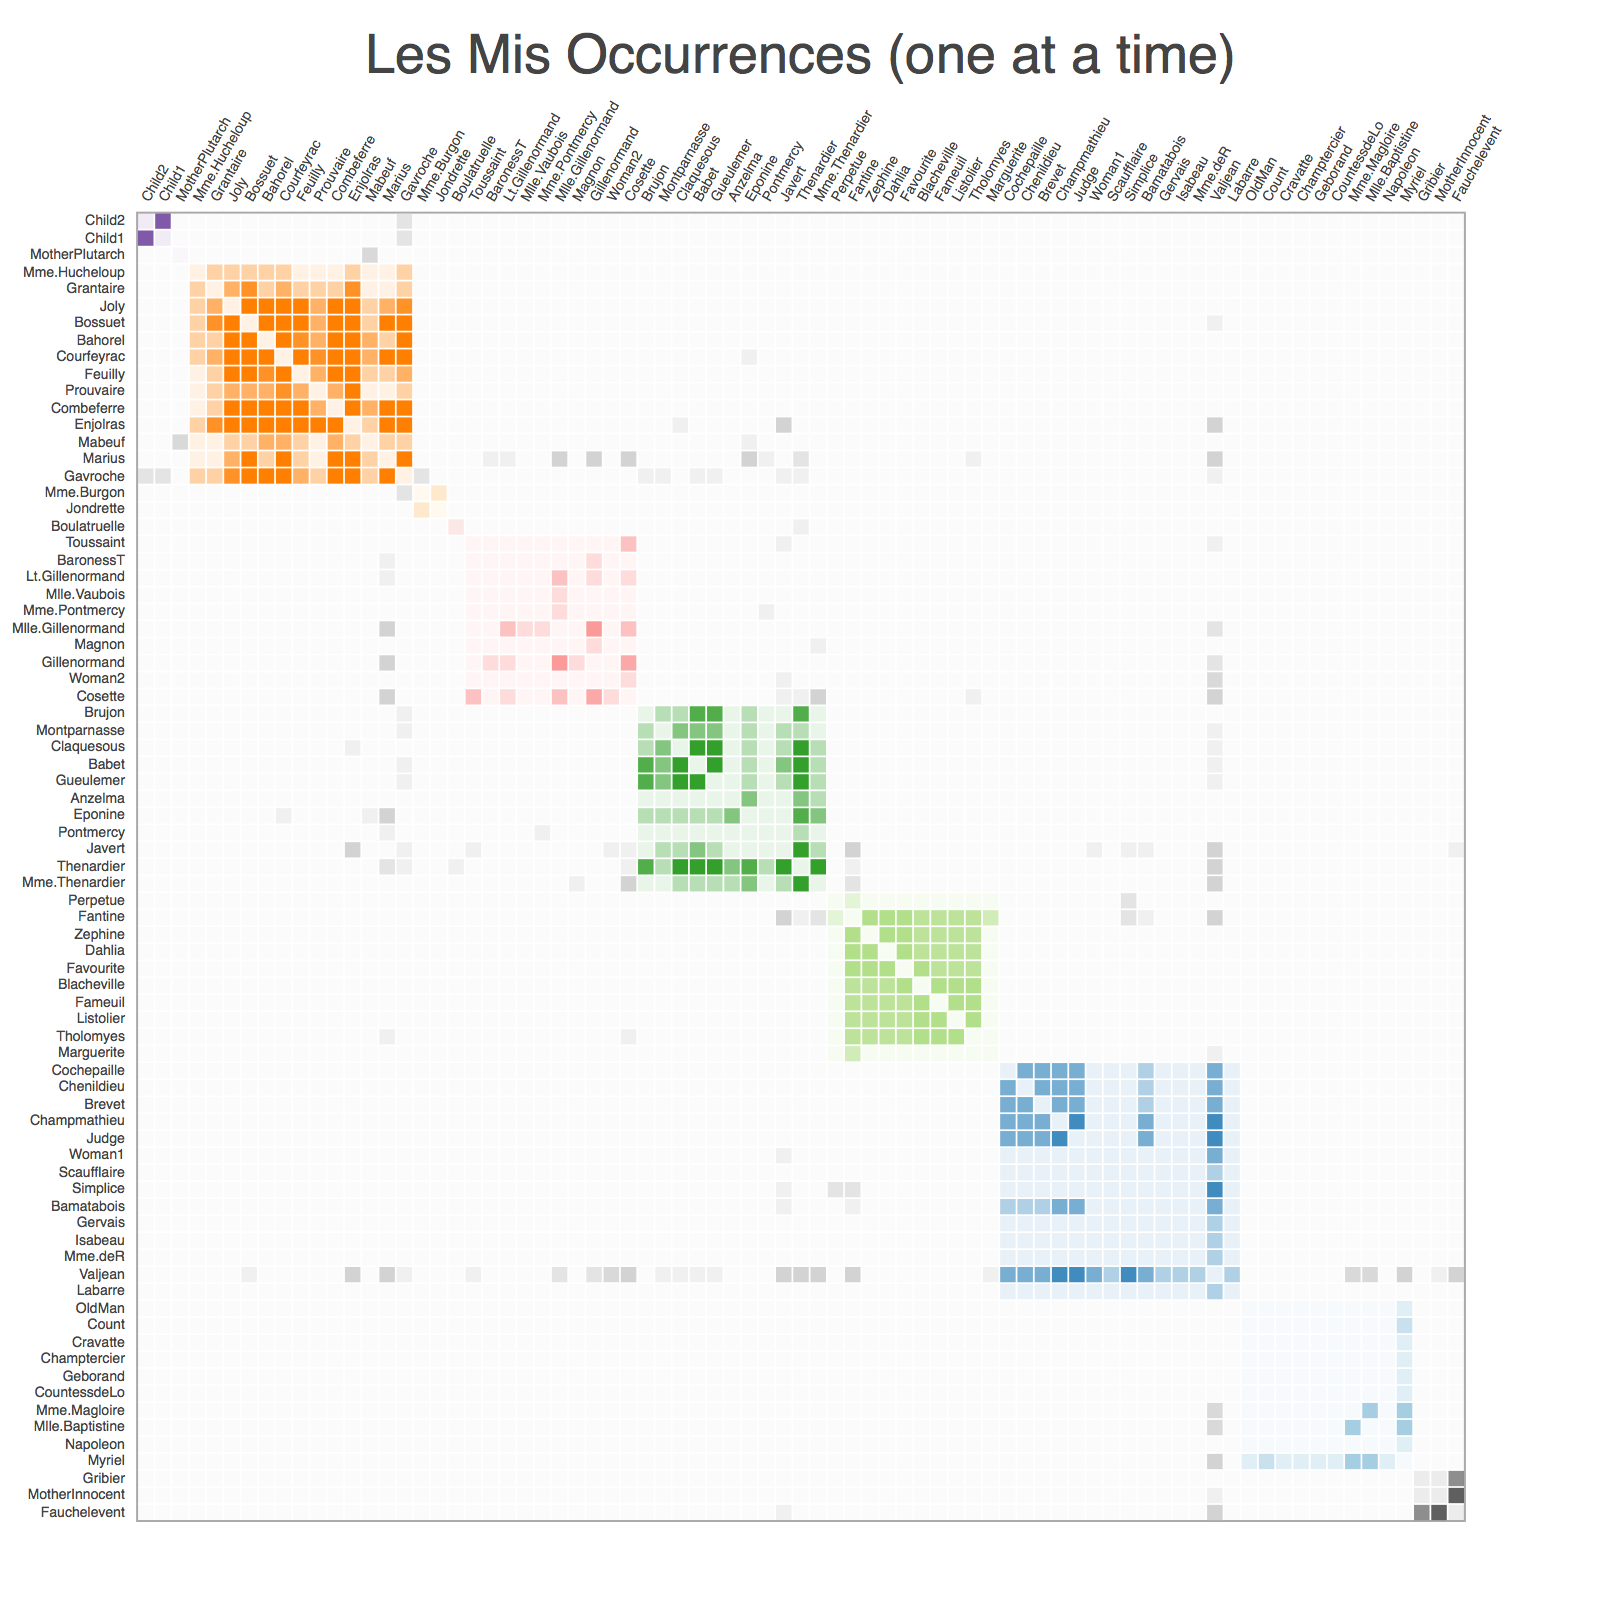 Les Mis Occurrences (one at a time)
Child2
Child1
MotherPlutarch
Mme.Hucheloup
Grantaire
Joly
Bossuet
Bahorel
Courfeyrac
Feuilly
Prouvaire
Combeferre
Enjolras
Mabeuf
Marius
Gavroche
Mme.Burgon
Jondrette
Boulatruelle
Toussaint
BaronessT
Lt.Gillenormand
Mlle.Vaubois
Mme.Pontmercy
Mlle.Gillenormand
Magnon
Gillenormand
Woman2
Cosette
Brujon
Montparnasse
Claquesous
Babet
Gueulemer
Anzelma
Eponine
Pontmercy
Javert
Thenardier
Mme.Thenardier
Perpetue
Fantine
Zephine
Dahlia
Favourite
Blacheville
Fameuil
Listolier
Tholomyes
Marguerite
Cochepaille
Chenildieu
Brevet
Champmathieu
Judge
Woman1
Scaufflaire
Simplice
Bamatabois
Gervais
Isabeau
Mme.deR
Valjean
Labarre
OldMan
Count
Cravatte
Champtercier
Geborand
CountessdeLo
Mme.Magloire
Mlle.Baptistine
Napoleon
Myriel
Gribier
MotherInnocent
Fauchelevent
Child2
Child1
MotherPlutarch
Mme.Hucheloup
Grantaire
Joly
Bossuet
Bahorel
Courfeyrac
Feuilly
Prouvaire
Combeferre
Enjolras
Mabeuf
Marius
Gavroche
Mme.Burgon
Jondrette
Boulatruelle
Toussaint
BaronessT
Lt.Gillenormand
Mlle.Vaubois
Mme.Pontmercy
Mlle.Gillenormand
Magnon
Gillenormand
Woman2
Cosette
Brujon
Montparnasse
Claquesous
Babet
Gueulemer
Anzelma
Eponine
Pontmercy
Javert
Thenardier
Mme.Thenardier
Perpetue
Fantine
Zephine
Dahlia
Favourite
Blacheville
Fameuil
Listolier
Tholomyes
Marguerite
Cochepaille
Chenildieu
Brevet
Champmathieu
Judge
Woman1
Scaufflaire
Simplice
Bamatabois
Gervais
Isabeau
Mme.deR
Valjean
Labarre
OldMan
Count
Cravatte
Champtercier
Geborand
CountessdeLo
Mme.Magloire
Mlle.Baptistine
Napoleon
Myriel
Gribier
MotherInnocent
Fauchelevent